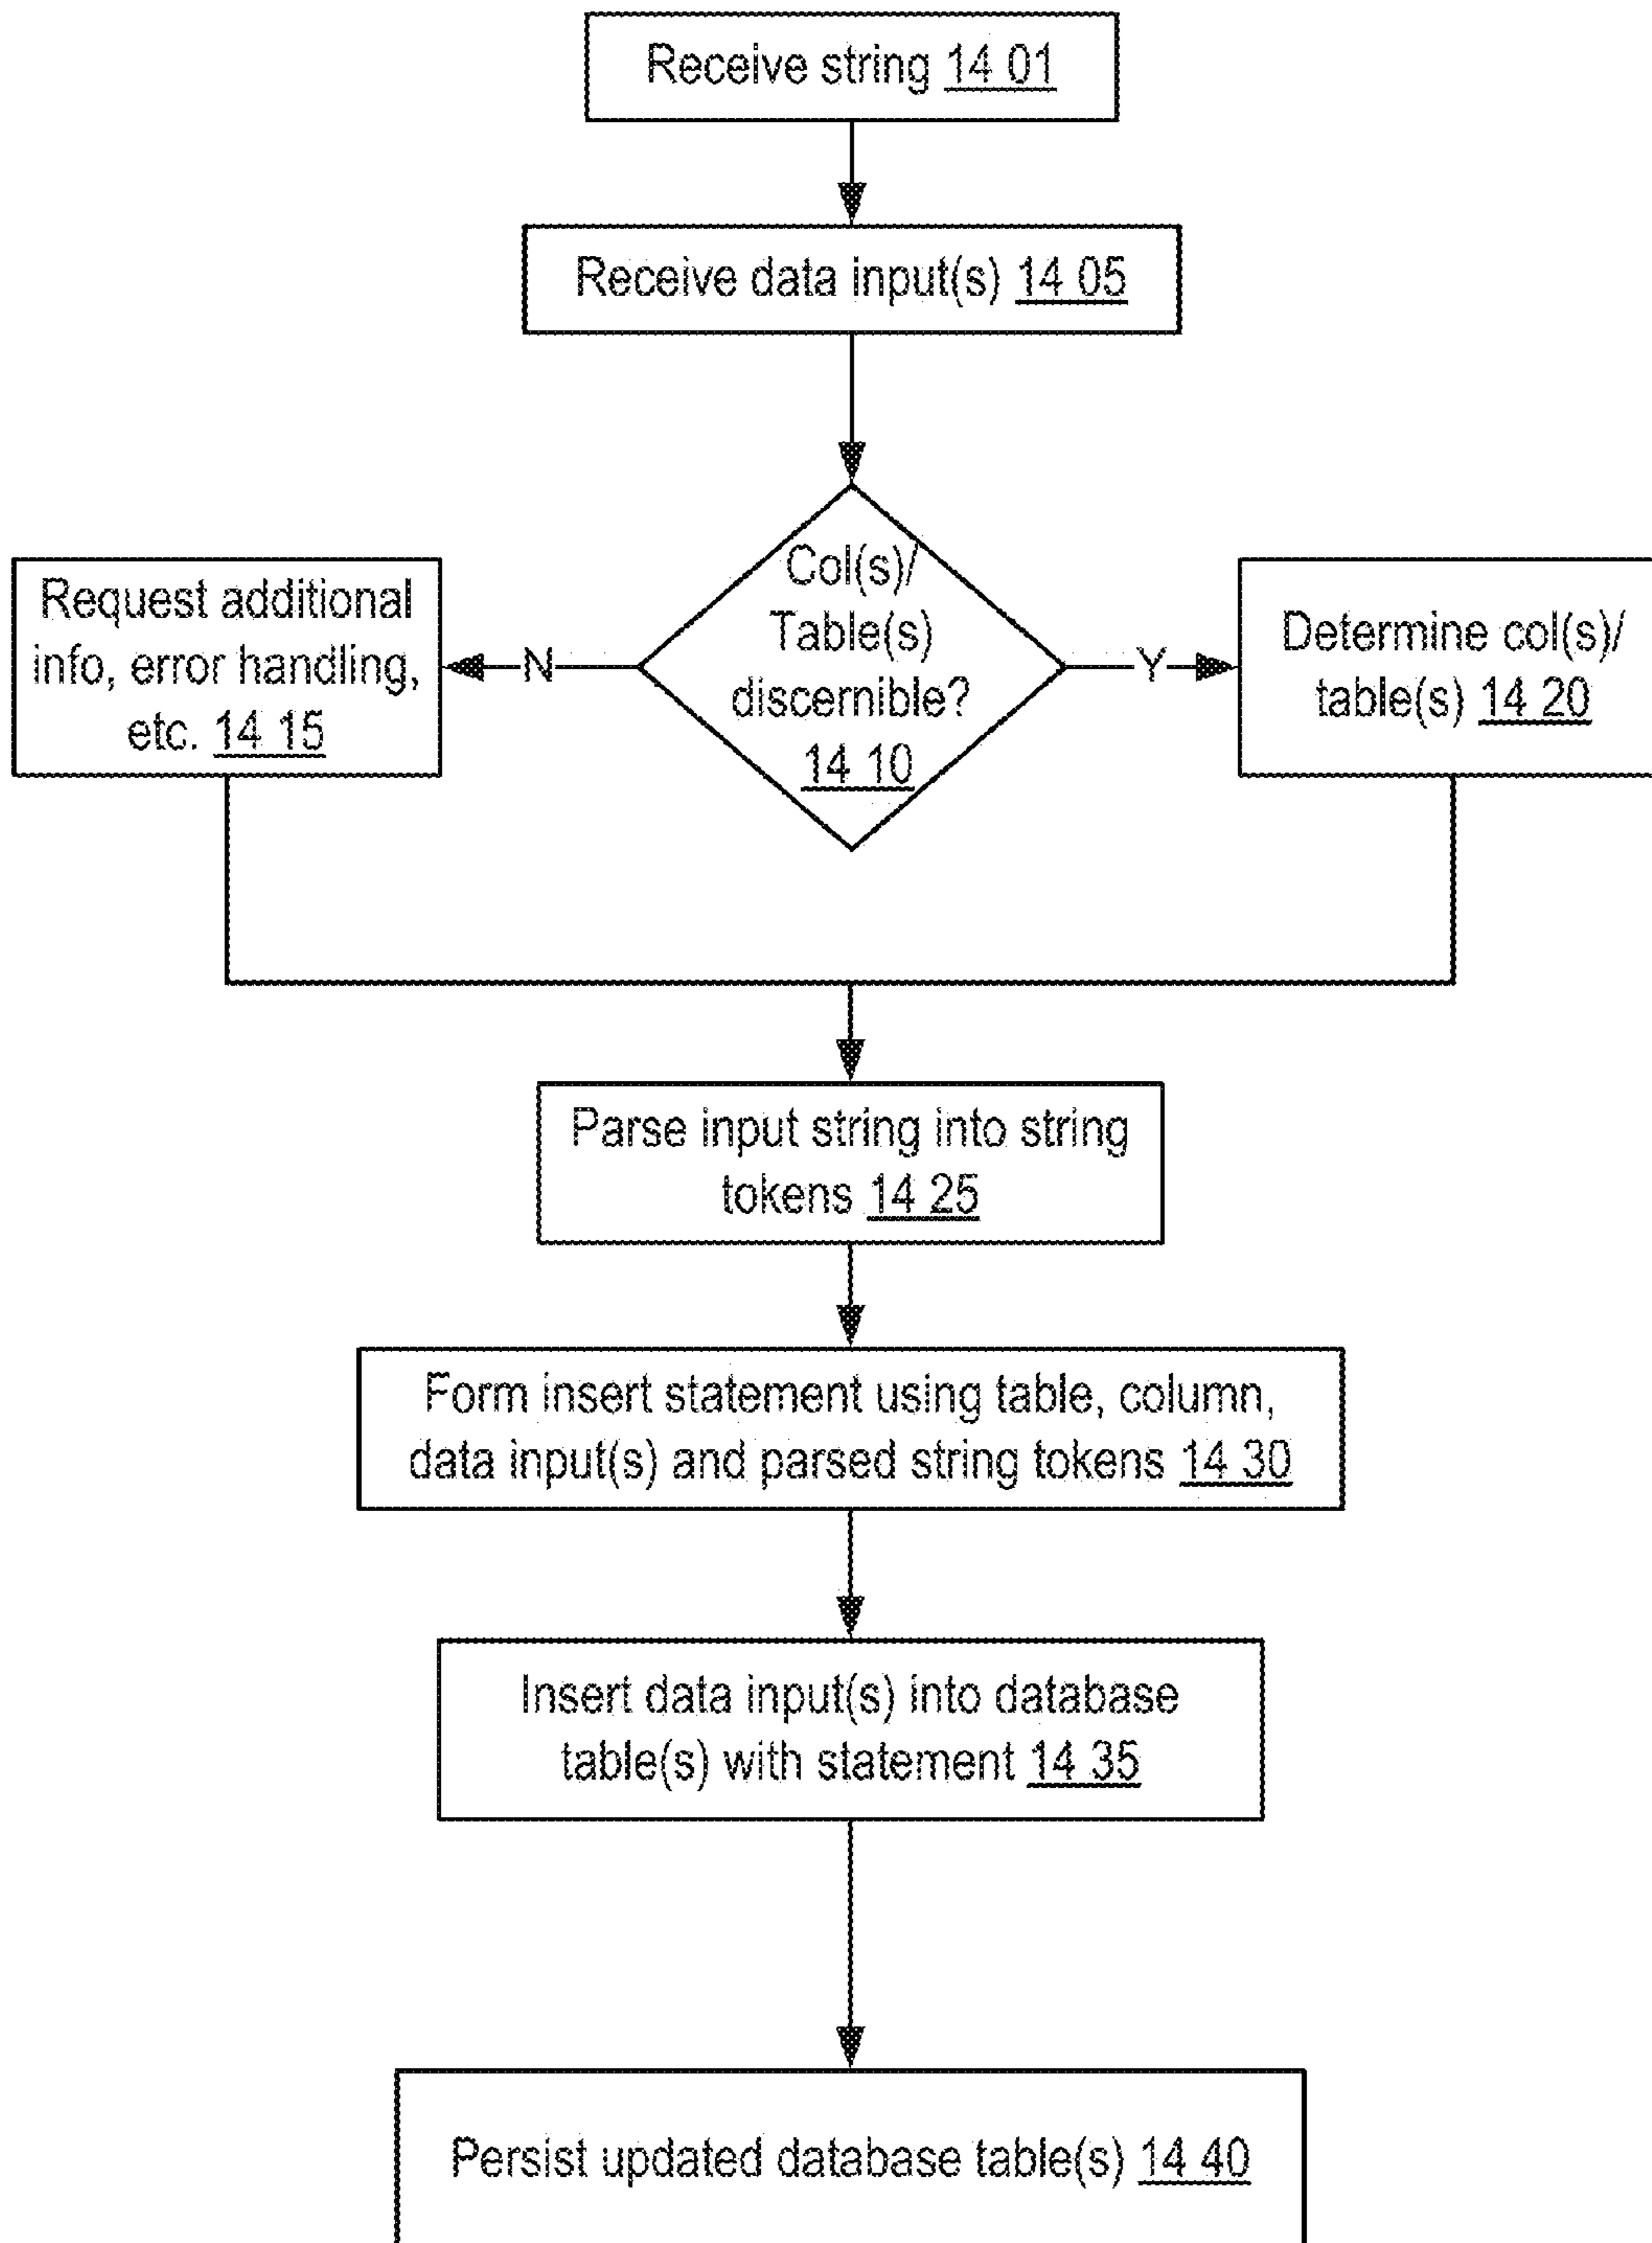 Receive string 14 01
Receive data input(s) 14 05
Col(s)/
Table(s)
discernible?
14 10
N
Y
Request additional
info, error handling,
etc. 14 15
Determine col(s)/
table(s) 14 20
Parse input string into string
tokens 14 25
Form insert statement using table, column,
data input(s) and parsed string tokens 14 30
Insert data input(s) into database
table(s) with statement 14 35
Persist updated database table(s) 14 40